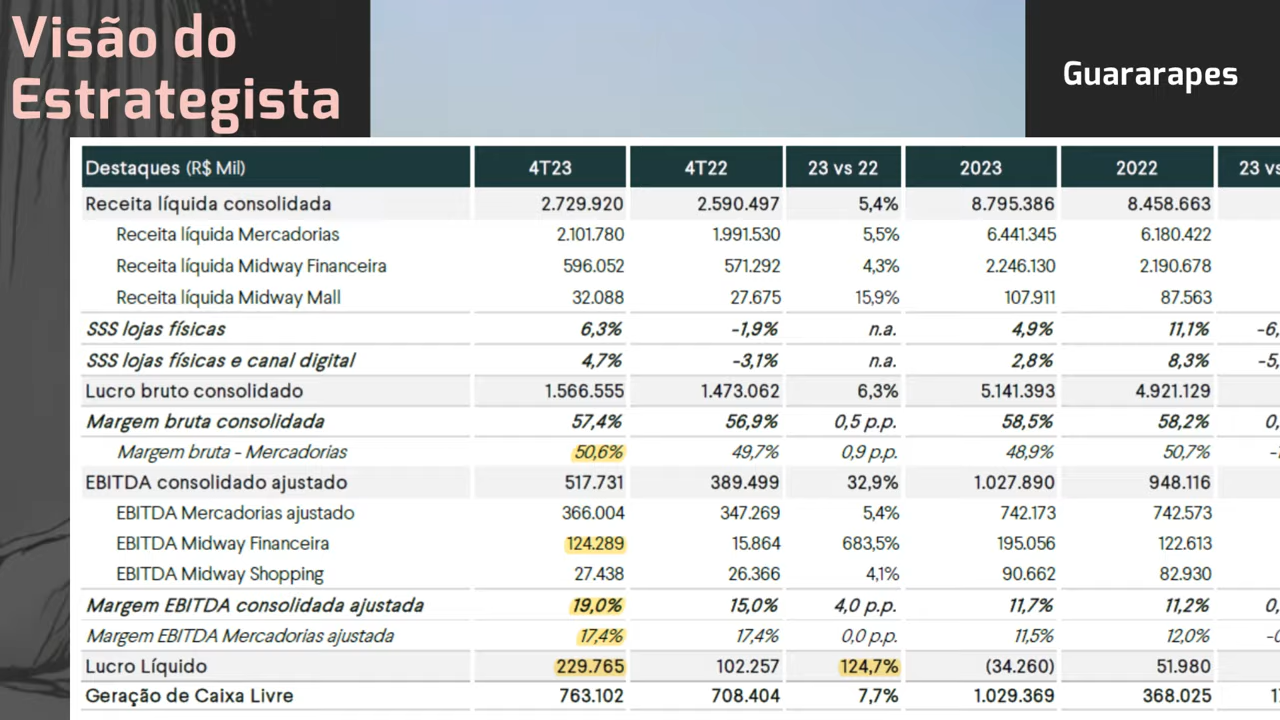 Visão do
Estrategista
Guararapes
Destaques (R$ Mil) 4T23 4T22 23 vs 22 2023 2022 23 vs
Receita líquida consolidada 2.729.920 2.590.497 5,4% 8.795.386 8.458.663
Receita líquida Mercadorias 2.101.780 1.991.530 5,5% 6.441.345 6.180.422
Receita líquida Midway Financeira 596.052 571.292 4,3% 2.246.130 2.190.678
Receita líquida Midway Mall 32.088 27.675 15,9% 107.911 87.563
SSS lojas físicas 6,3% -1,9% n.a. 4,9% 11,1% -6,
SSS lojas físicas e canal digital 4,7% -3,1% n.a. 2,8% 8,3% -5,
Lucro bruto consolidado 1.566.555 1.473.062 6,3% 5.141.393 4.921.129
Margem bruta consolidada 57,4% 56,9% 0,5 p.p. 58,5% 58,2% 0,
Margem bruta - Mercadorias 50,6% 49,7% 0,9 p.p. 48,9% 50,7%
EBITDA consolidado ajustado 517.731 389.499 32,9% 1.027.890 948.116
EBITDA Mercadorias ajustado 366.004 347.269 5,4% 742.173 742.573
EBITDA Midway Financeira 124.289 15.864 683,5% 195.056 122.613
EBITDA Midway Shopping 27.438 26.366 4,1% 90.662 82.930
Margem EBITDA consolidada ajustada 19,0% 15,0% 4,0 p.p. 11,7% 11,2% 0,
Margem EBITDA Mercadorias ajustada 17,4% 17,4% 0,0 p.p. 11,5% 12,0%
Lucro Líquido 229.765 102.257 124,7% (34.260) 51.980
Geração de Caixa Livre 763.102 708.404 7,7% 1.029.369 368.025